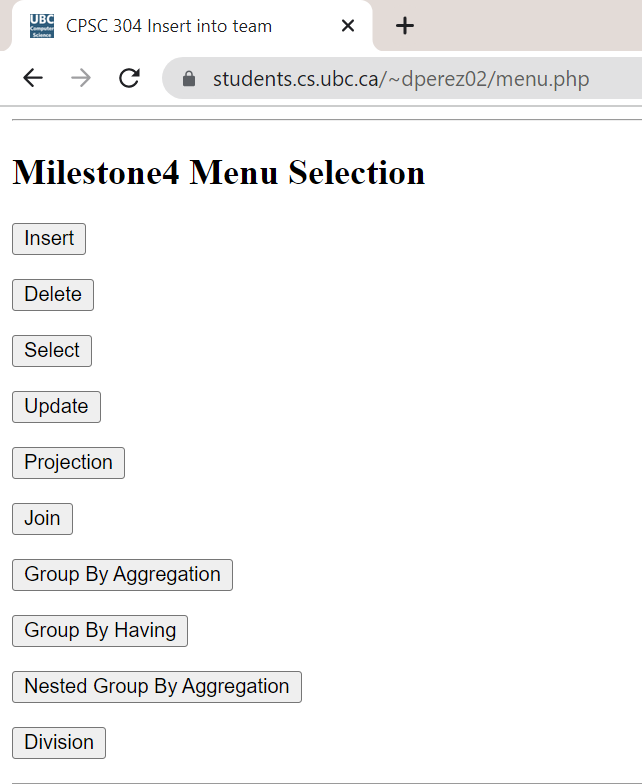 UBC
Computer
Science
CPSC 304 Insert into team
students.cs.ubc.ca/~dperez02/menu.php
Milestone4 Menu Selection
Insert
Delete
Select
Update
Projection
Join
Group By Aggregation
Group By Having
Nested Group By Aggregation
Division